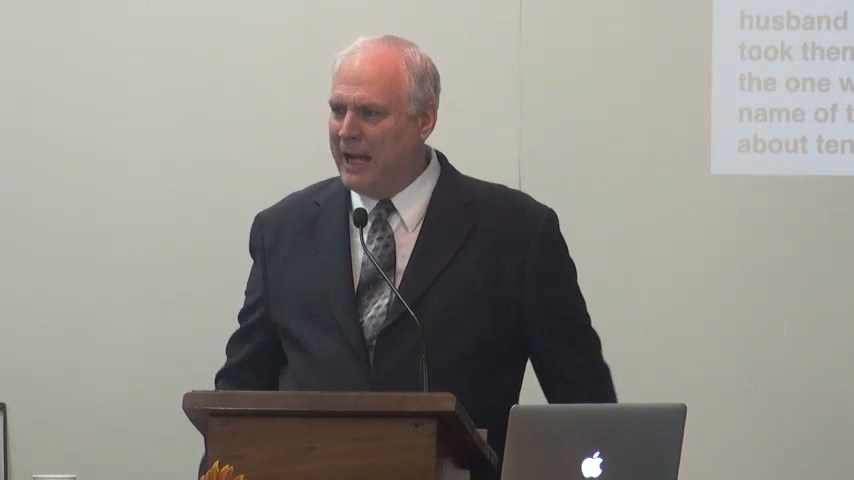 husband
took them
the one w
name of t
about ten